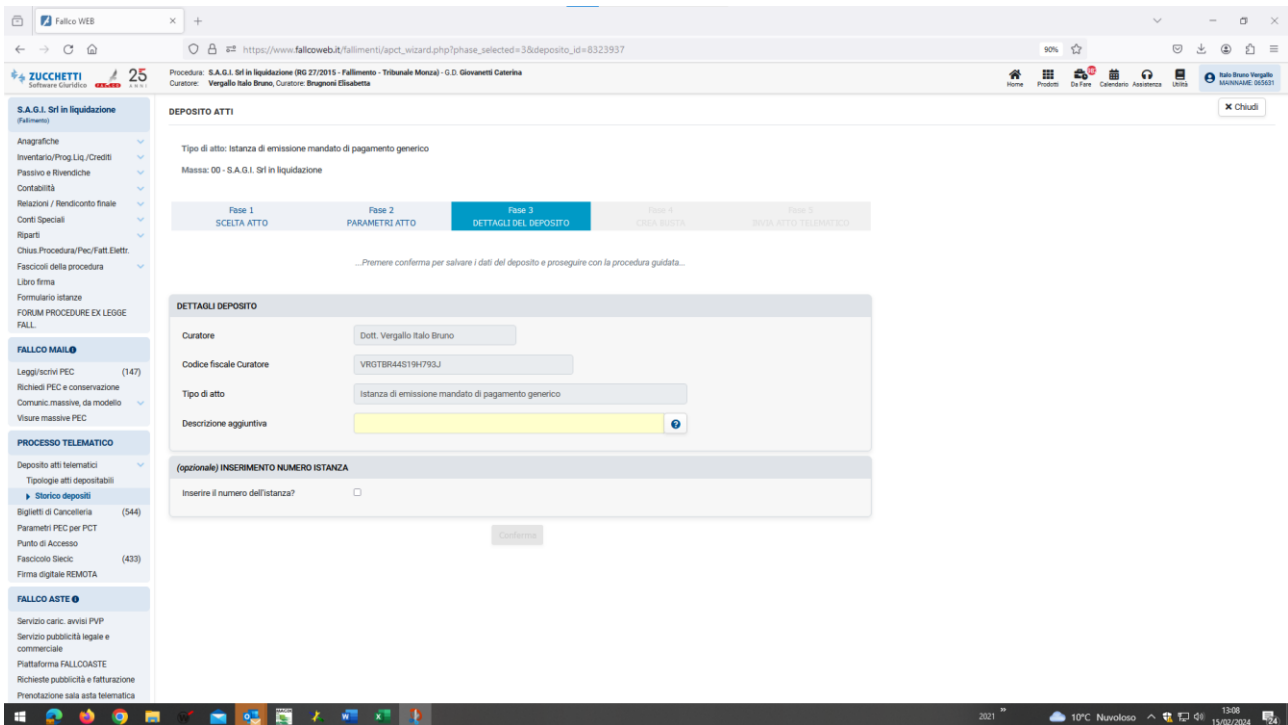 Fallco WEB
https://www.fallcoweb.it/fallimenti/apct_wizard.php?phase_selected=3&deposito_id=8323937
90%
ZUCCHETTI
Software Giuridico
25
ANNI
Procedura: S.A.G.I. Srl in liquidazione (RG 27/2015 - Fallimento - Tribunale Monza) - G.D. Giovanetti Caterina
Curatore: Vergallo Italo Bruno, Curatore: Brugnoni Elisabetta
Home
Prodotti
Da Fare
Calendario
Assistenza
Utilità
Italo Bruno Vergallo
MAINNAME: 065631
S.A.G.I. Srl in liquidazione
(Fallimento)
Anagrafiche
Inventario/Prog.Liq./Crediti
Passivo e Rivendiche
Contabilità
Relazioni / Rendiconto finale
Conti Speciali
Riparti
Chius.Procedura/Pec/Fatt.Elettr.
Fascicoli della procedura
Libro firma
Formulario istanze
FORUM PROCEDURE EX LEGGE
FALL.
FALLCO MAIL
Leggi/scrivi PEC (147)
Richiedi PEC e conservazione
Comunic.massive, da modello
Visure massive PEC
PROCESSO TELEMATICO
Deposito atti telematici
Tipologie atti depositabili
Storico depositi
Biglietti di Cancelleria (544)
Parametri PEC per PCT
Punto di Accesso
Fascicolo Siecic (433)
Firma digitale REMOTA
FALLCO ASTE
Servizio caric. avvisi PVP
Servizio pubblicità legale e
commerciale
Piattaforma FALLCOASTE
Richieste pubblicità e fatturazione
Prenotazione sala asta telematica
DEPOSITO ATTI
Chiudi
Tipo di atto: Istanza di emissione mandato di pagamento generico
Massa: 00 - S.A.G.I. Srl in liquidazione
Fase 1
SCELTA ATTO
Fase 2
PARAMETRI ATTO
Fase 3
DETTAGLI DEL DEPOSITO
Fase 4
CREA BUSTA
Fase 5
INVIA ATTO TELEMATICO
...Premere conferma per salvare i dati del deposito e proseguire con la procedura guidata...
DETTAGLI DEPOSITO
Curatore Dott. Vergallo Italo Bruno
Codice fiscale Curatore VRGTBR44S19H793J
Tipo di atto Istanza di emissione mandato di pagamento generico
Descrizione aggiuntiva
(opzionale) INSERIMENTO NUMERO ISTANZA
Inserire il numero dell'istanza?
Conferma
2021
10°C Nuvoloso
13:08
15/02/2024